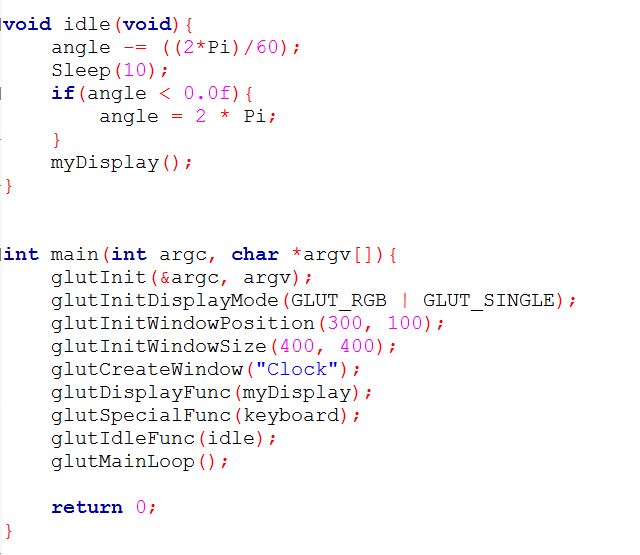 void idle(void){
    angle -= ((2*Pi)/60);
    Sleep(10);
    if(angle < 0.0f){
        angle = 2 * Pi;
    }
    myDisplay();
}

int main(int argc, char *argv[]){
    glutInit(&argc, argv);
    glutInitDisplayMode(GLUT_RGB | GLUT_SINGLE);
    glutInitWindowPosition(300, 100);
    glutInitWindowSize(400, 400);
    glutCreateWindow("Clock");
    glutDisplayFunc(myDisplay);
    glutSpecialFunc(keyboard);
    glutIdleFunc(idle);
    glutMainLoop();

    return 0;
}